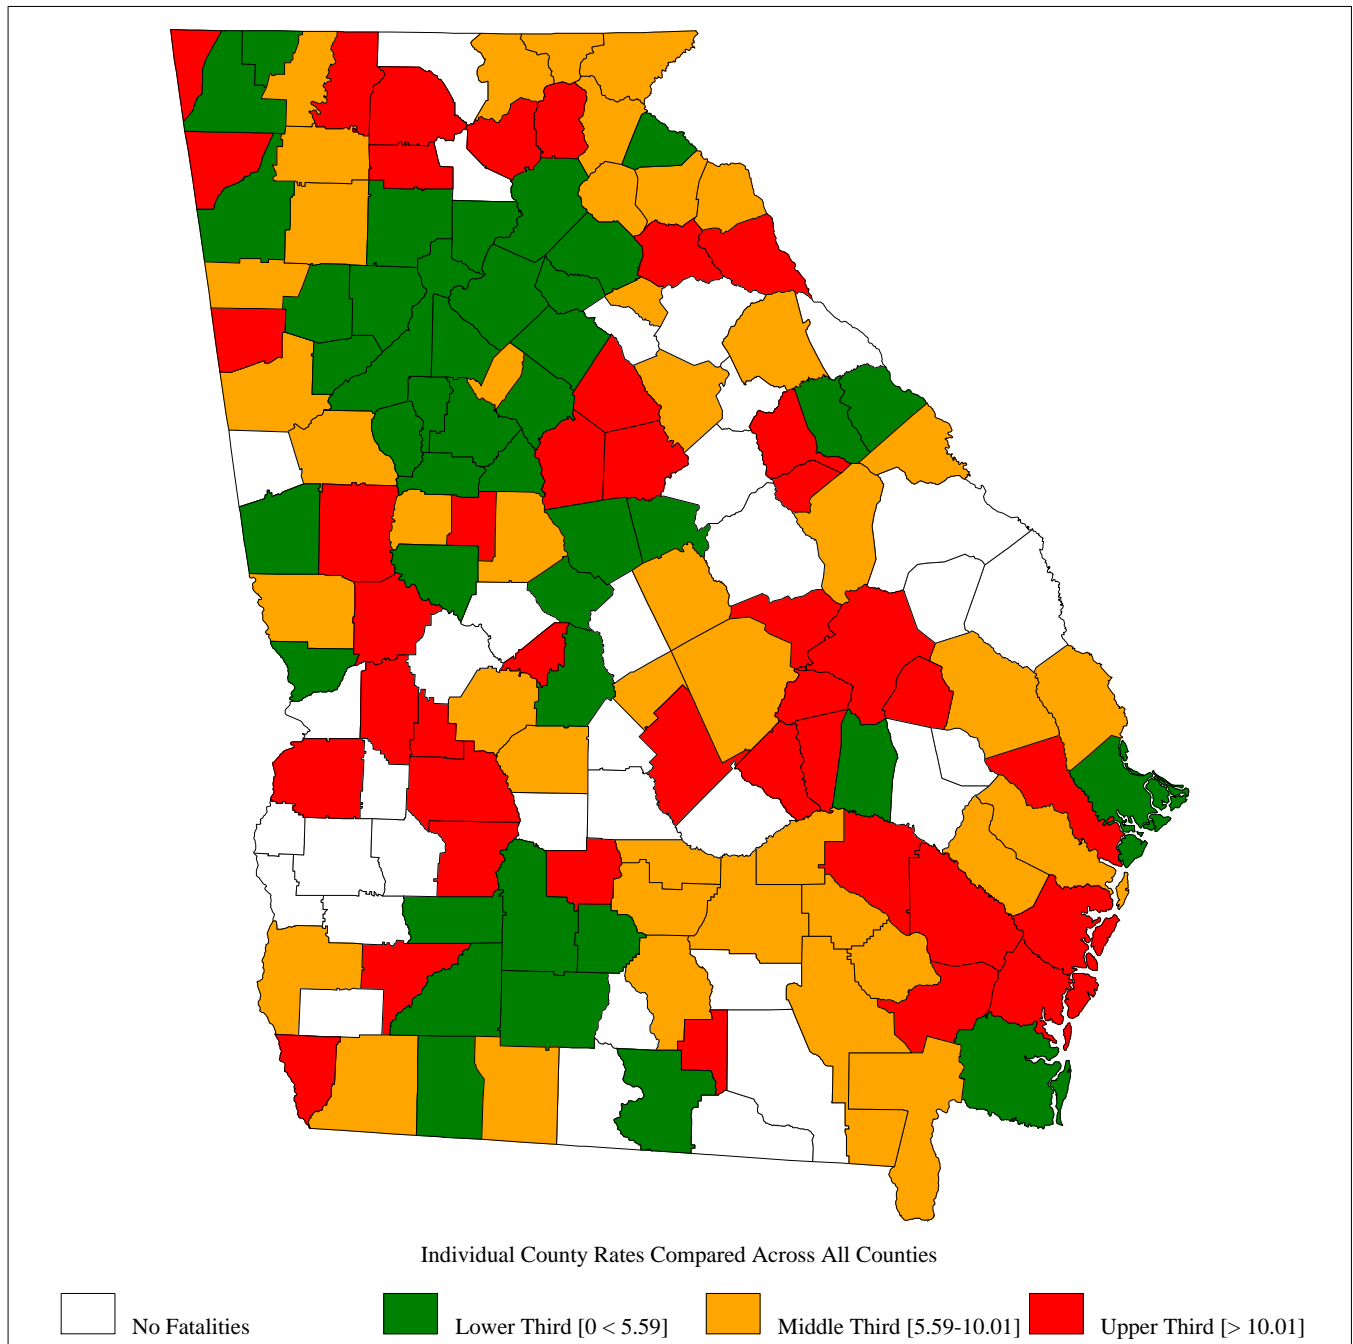 Individual County Rates Compared Across All Counties
No Fatalities
Lower Third [0 < 5.59]
Middle Third [5.59-10.01]
Upper Third [> 10.01]